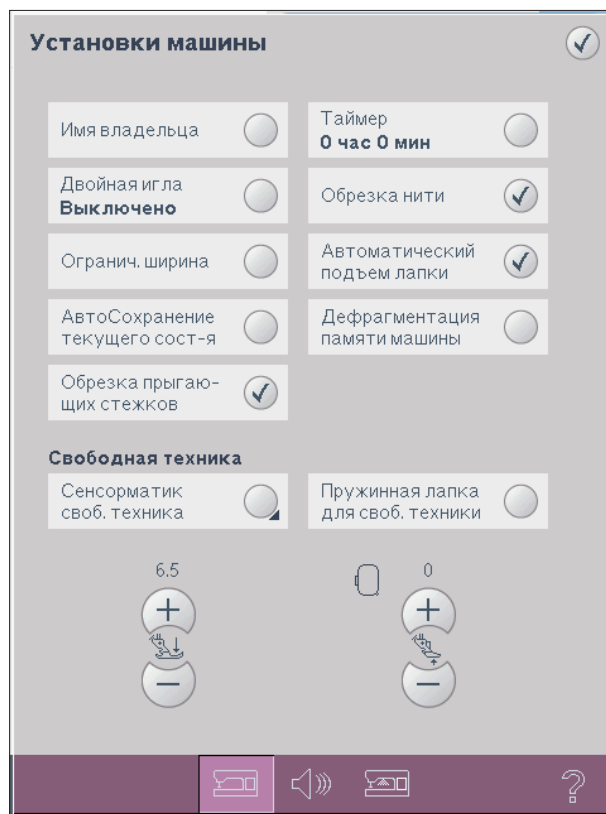 Установки машины
Имя владельца
Таймер
0 час 0 мин
Двойная игла
Выключено
Обрезка нити
Огранич. ширина
Автоматический
подъем лапки
АвтоСохранение
текущего сост-я
Дефрагментация
памяти машины
Обрезка прыгаю-
щих стежков
Свободная техника
Сенсорматик
своб. техника
Пружинная лапка
для своб. техники
6.5
0
+
+
−
−
?